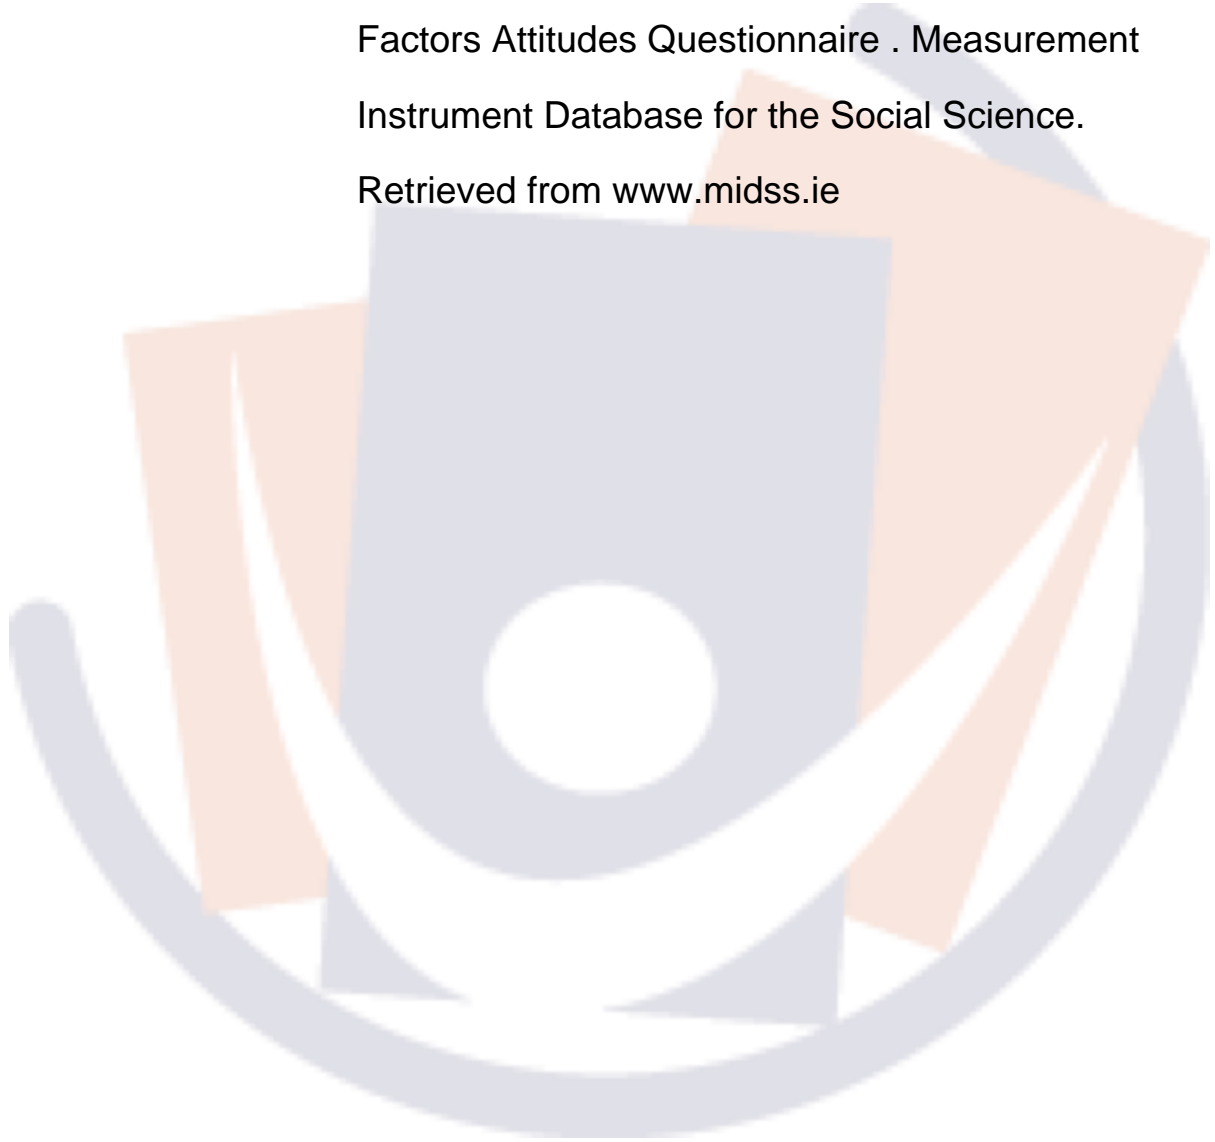 Factors Attitudes Questionnaire . Measurement
Instrument Database for the Social Science.
Retrieved from www.midss.ie